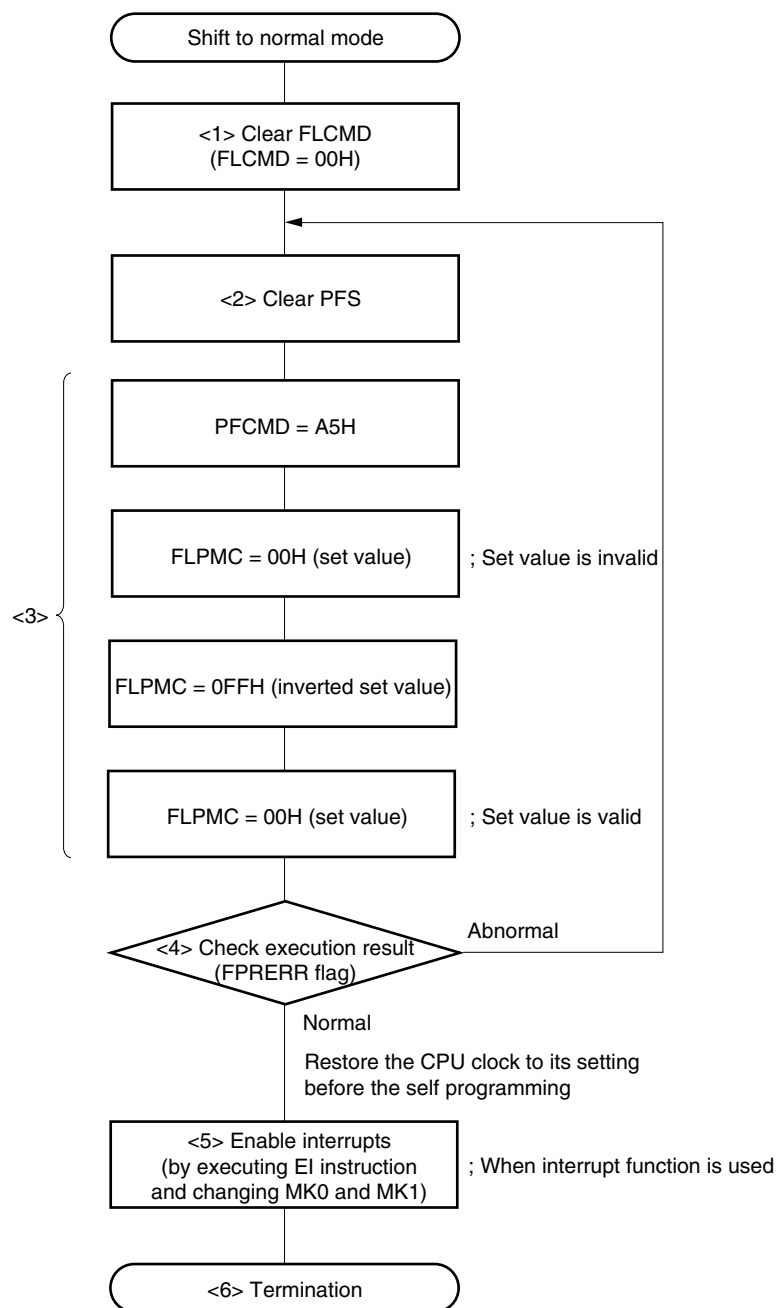 Shift to normal mode
<1> Clear FLCMD
(FLCMD = 00H)
<2> Clear PFS
PFCMD = A5H
FLPMC = 00H (set value)
; Set value is invalid
<3>
FLPMC = 0FFH (inverted set value)
FLPMC = 00H (set value)
; Set value is valid
<4> Check execution result
(FPRERR flag)
Abnormal
Normal
Restore the CPU clock to its setting
before the self programming
<5> Enable interrupts
(by executing EI instruction
and changing MK0 and MK1)
; When interrupt function is used
<6> Termination